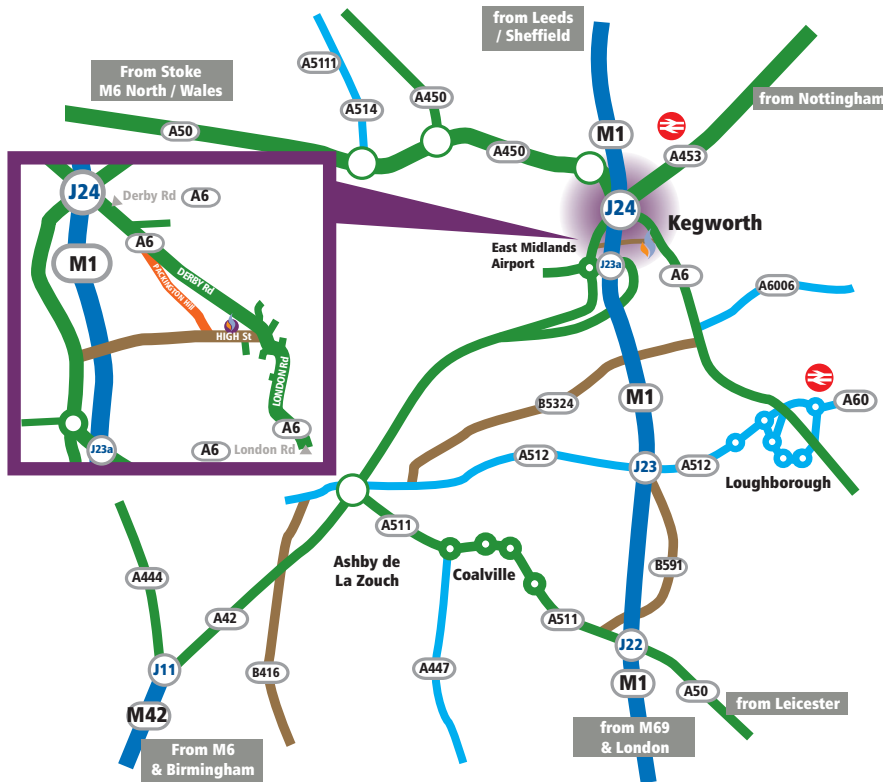 from Leeds
/ Sheffield
From Stoke
M6 North / Wales
A5111
A514
A450
from Nottingham
A50
A450
M1
A453
J24
Kegworth
East Midlands
Airport
J23a
A6
A6006
J24
Derby Rd
A6
A6
M1
DERBY Rd
PACKINGTON Hill
HIGH St
LONDON Rd
A6
J23a
A6
London Rd
M1
B5324
A60
A512
J23
A512
Loughborough
A511
Ashby de
La Zouch
Coalville
A444
A42
B591
A511
J22
J11
B416
A447
M1
A50
M42
from Leicester
From M6
& Birmingham
from M69
& London